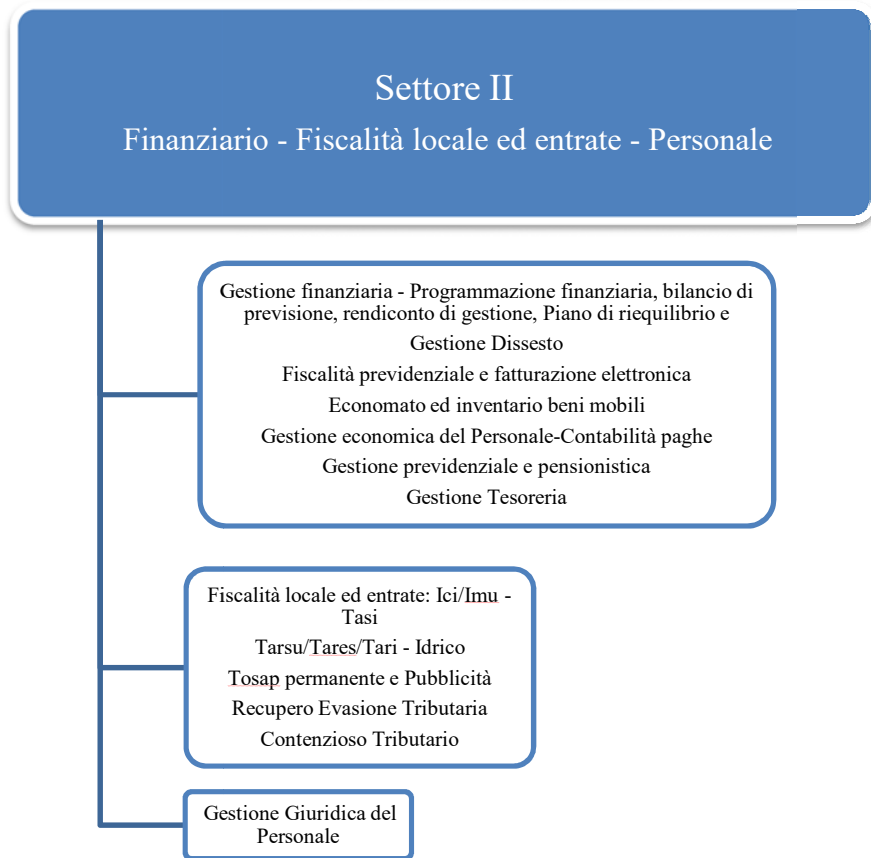 Settore II
Finanziario - Fiscalità locale ed entrate - Personale
Gestione finanziaria - Programmazione finanziaria, bilancio di
previsione, rendiconto di gestione, Piano di riequilibrio e
Gestione Dissesto
Fiscalità previdenziale e fatturazione elettronica
Economato ed inventario beni mobili
Gestione economica del Personale-Contabilità paghe
Gestione previdenziale e pensionistica
Gestione Tesoreria
Fiscalità locale ed entrate: Ici/Imu -
Tasi
Tarsu/Tares/Tari - Idrico
Tosap permanente e Pubblicità
Recupero Evasione Tributaria
Contenzioso Tributario
Gestione Giuridica del
Personale